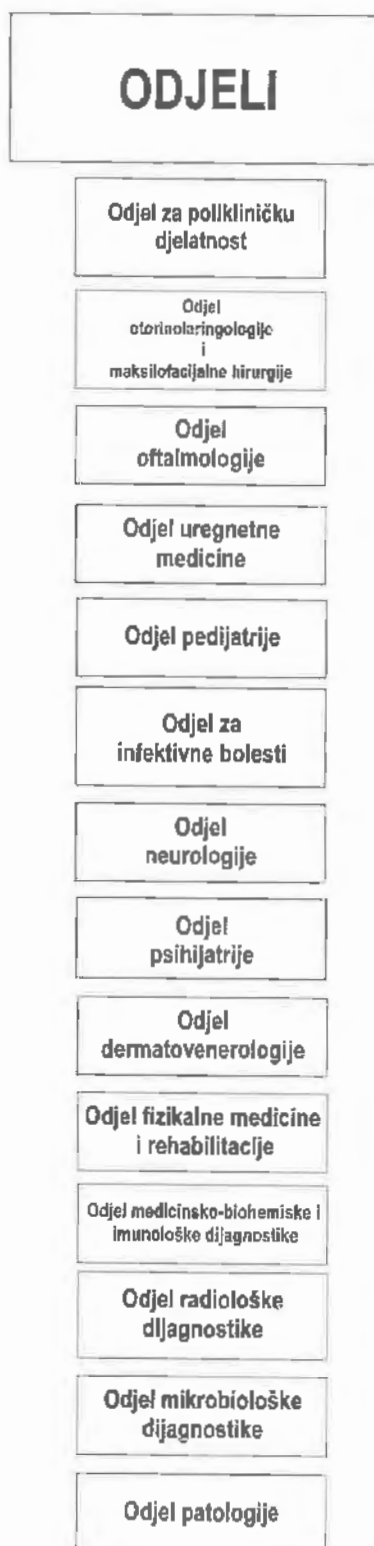 ODJELI
Odjel za polikliničku
djelatnost
Odjel
otorinolaringologije
i
maksilofacijalne hirurgije
Odjel
oftalmologije
Odjel uregnetne
medicine
Odjel pedijatrije
Odjel za
infektivne bolesti
Odjel
neurologije
Odjel
psihijatrije
Odjel
dermatovenerologije
Odjel fizikalne medicine
i rehabilitacije
Odjel medicinsko-biohemiske i
imunološke dijagnostike
Odjel radiološke
dijagnostike
Odjel mikrobiološke
dijagnostike
Odjel patologije